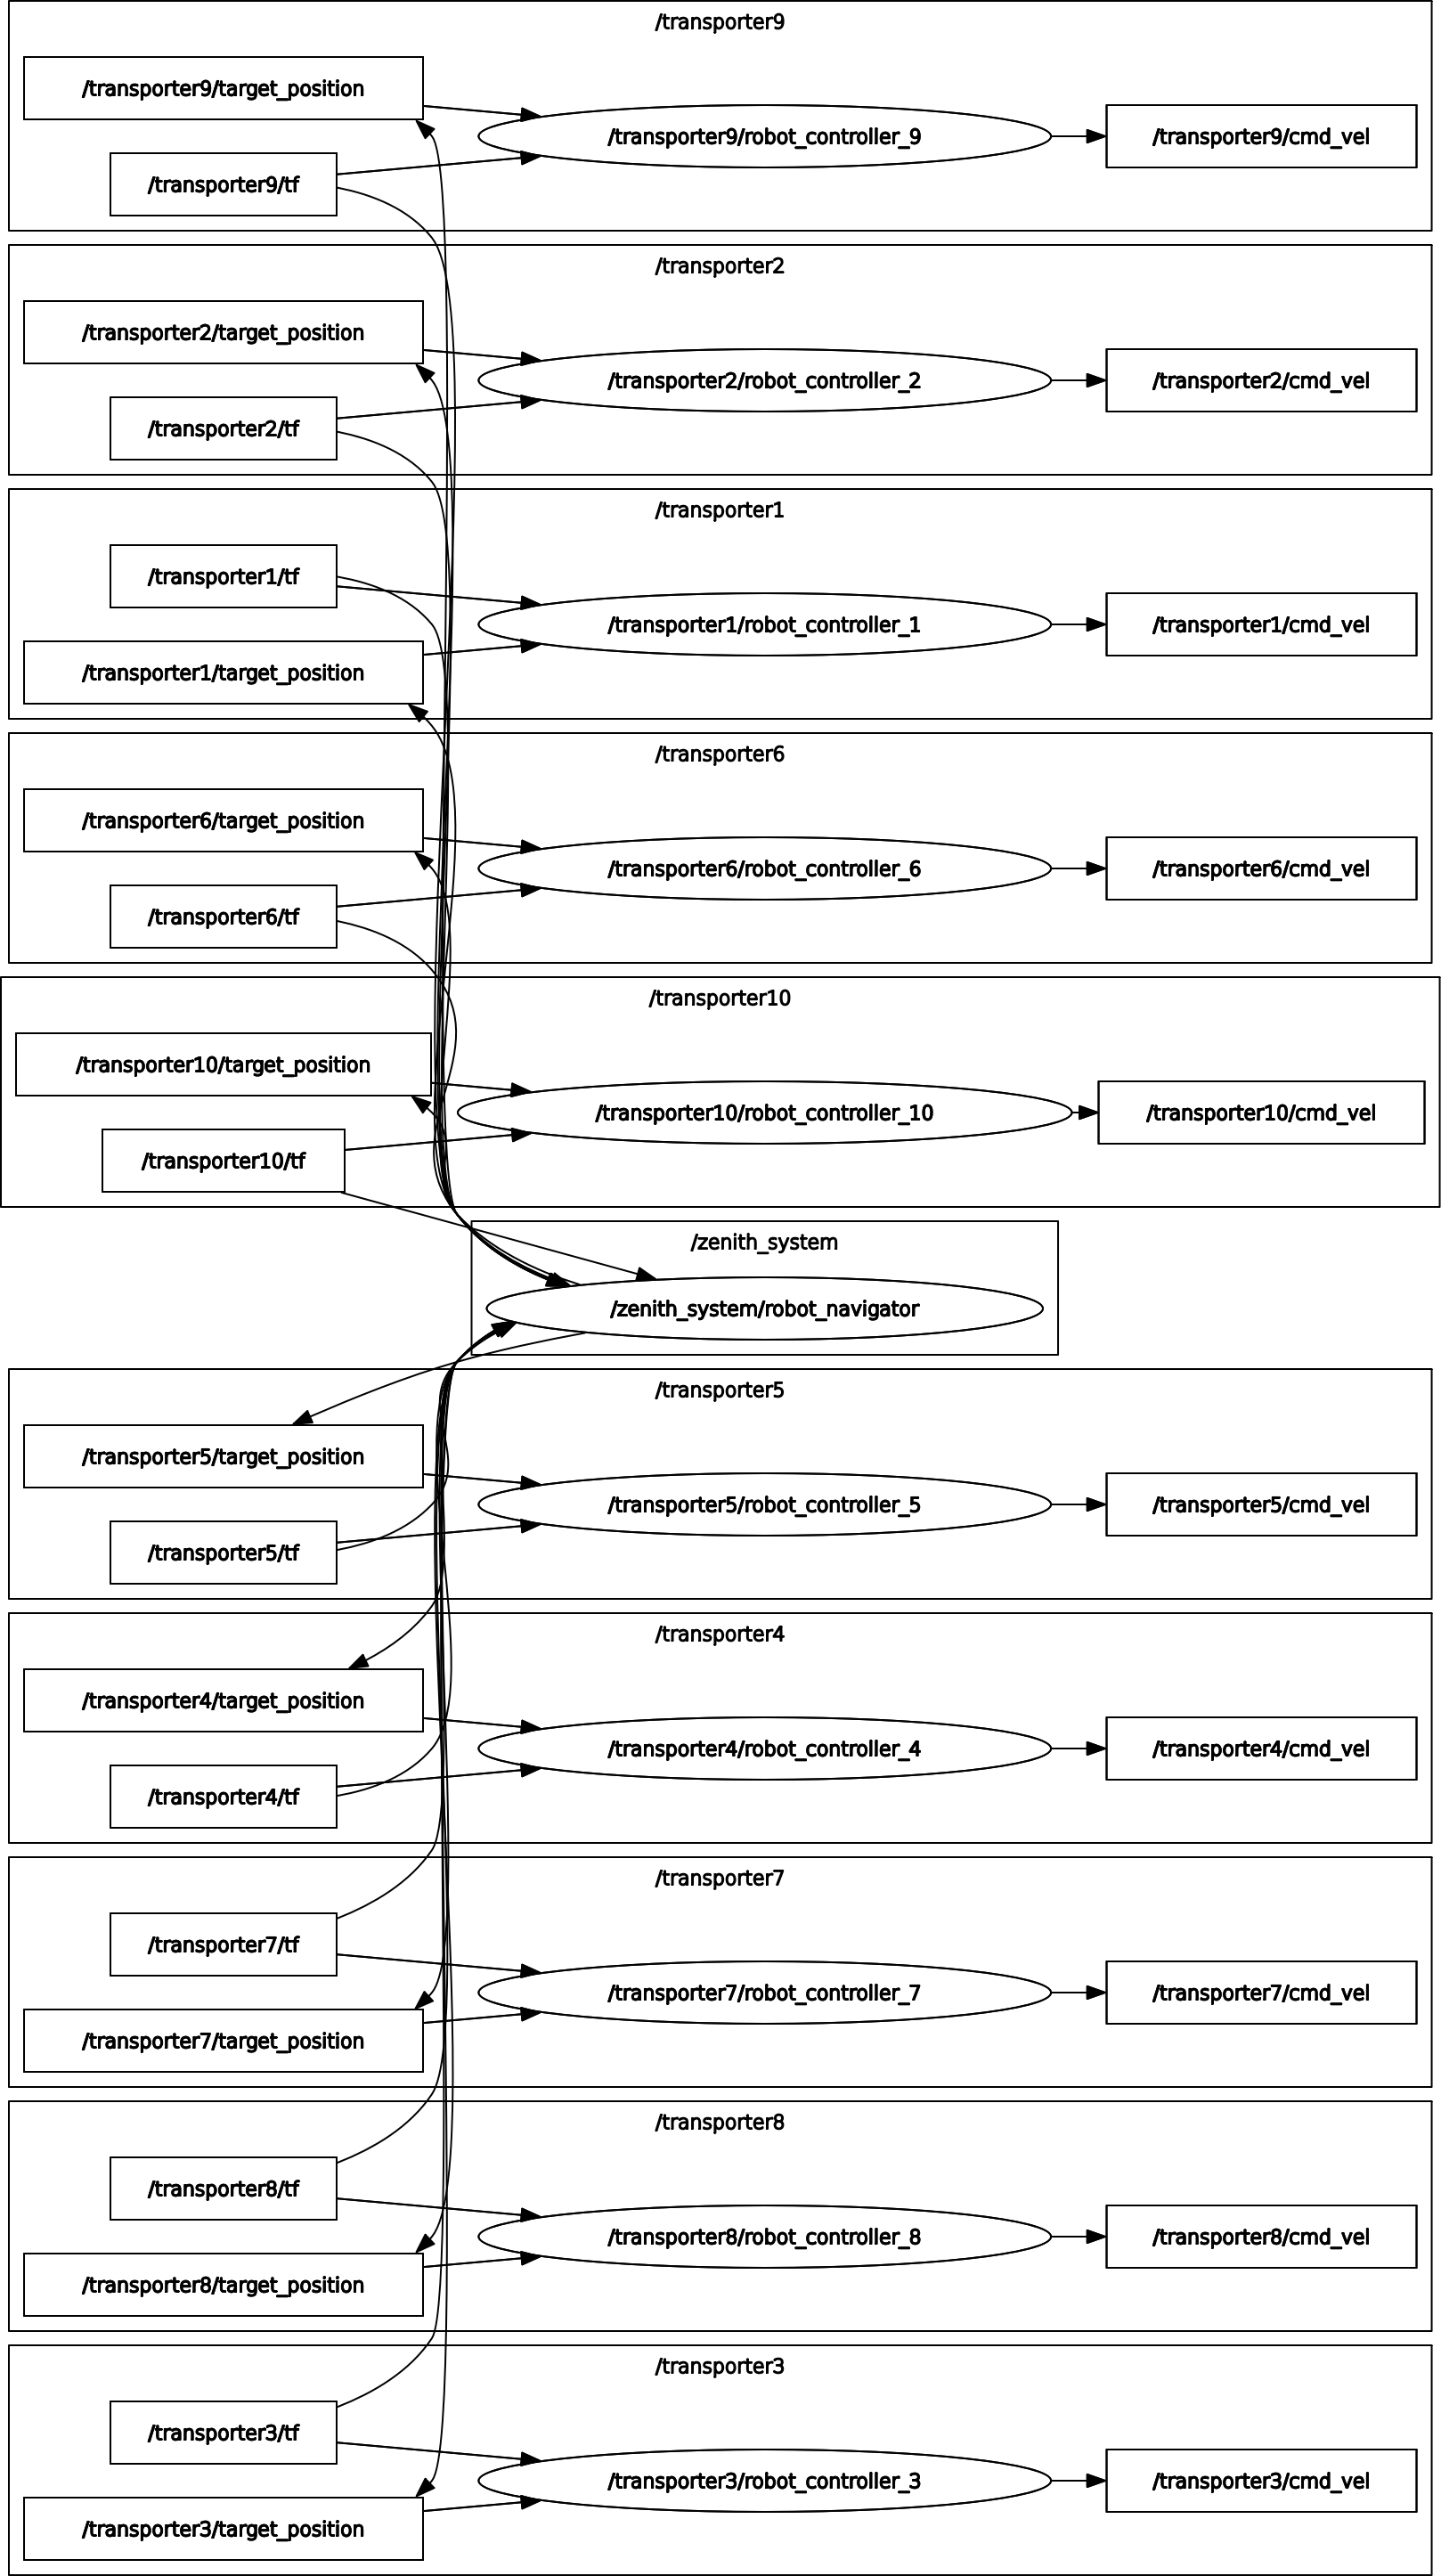 /transporter9
/transporter9/target_position
/transporter9/robot_controller_9
/transporter9/cmd_vel
/transporter9/tf
/transporter2
/transporter2/target_position
/transporter2/robot_controller_2
/transporter2/cmd_vel
/transporter2/tf
/transporter1
/transporter1/tf
/transporter1/robot_controller_1
/transporter1/cmd_vel
/transporter1/target_position
/transporter6
/transporter6/target_position
/transporter6/robot_controller_6
/transporter6/cmd_vel
/transporter6/tf
/transporter10
/transporter10/target_position
/transporter10/robot_controller_10
/transporter10/cmd_vel
/transporter10/tf
/zenith_system
/zenith_system/robot_navigator
/transporter5
/transporter5/target_position
/transporter5/robot_controller_5
/transporter5/cmd_vel
/transporter5/tf
/transporter4
/transporter4/target_position
/transporter4/robot_controller_4
/transporter4/cmd_vel
/transporter4/tf
/transporter7
/transporter7/tf
/transporter7/robot_controller_7
/transporter7/cmd_vel
/transporter7/target_position
/transporter8
/transporter8/tf
/transporter8/robot_controller_8
/transporter8/cmd_vel
/transporter8/target_position
/transporter3
/transporter3/tf
/transporter3/robot_controller_3
/transporter3/cmd_vel
/transporter3/target_position